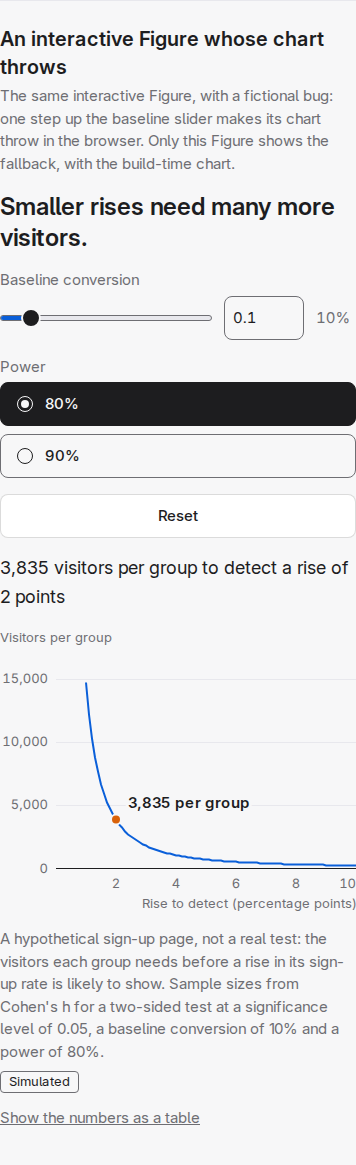 An interactive Figure whose chart
throws
The same interactive Figure, with a fictional bug:
one step up the baseline slider makes its chart
throw in the browser. Only this Figure shows the
fallback, with the build-time chart.
Smaller rises need many more
visitors.
Baseline conversion
0.1
10%
Power
80%
90%
Reset
3,835 visitors per group to detect a rise of
2 points
Visitors per group
15,000
10,000
5,000
3,835 per group
0
2 4 6 8 10
Rise to detect (percentage points)
A hypothetical sign-up page, not a real test: the
visitors each group needs before a rise in its sign-
up rate is likely to show. Sample sizes from
Cohen's h for a two-sided test at a significance
level of 0.05, a baseline conversion of 10% and a
power of 80%.
Simulated
Show the numbers as a table